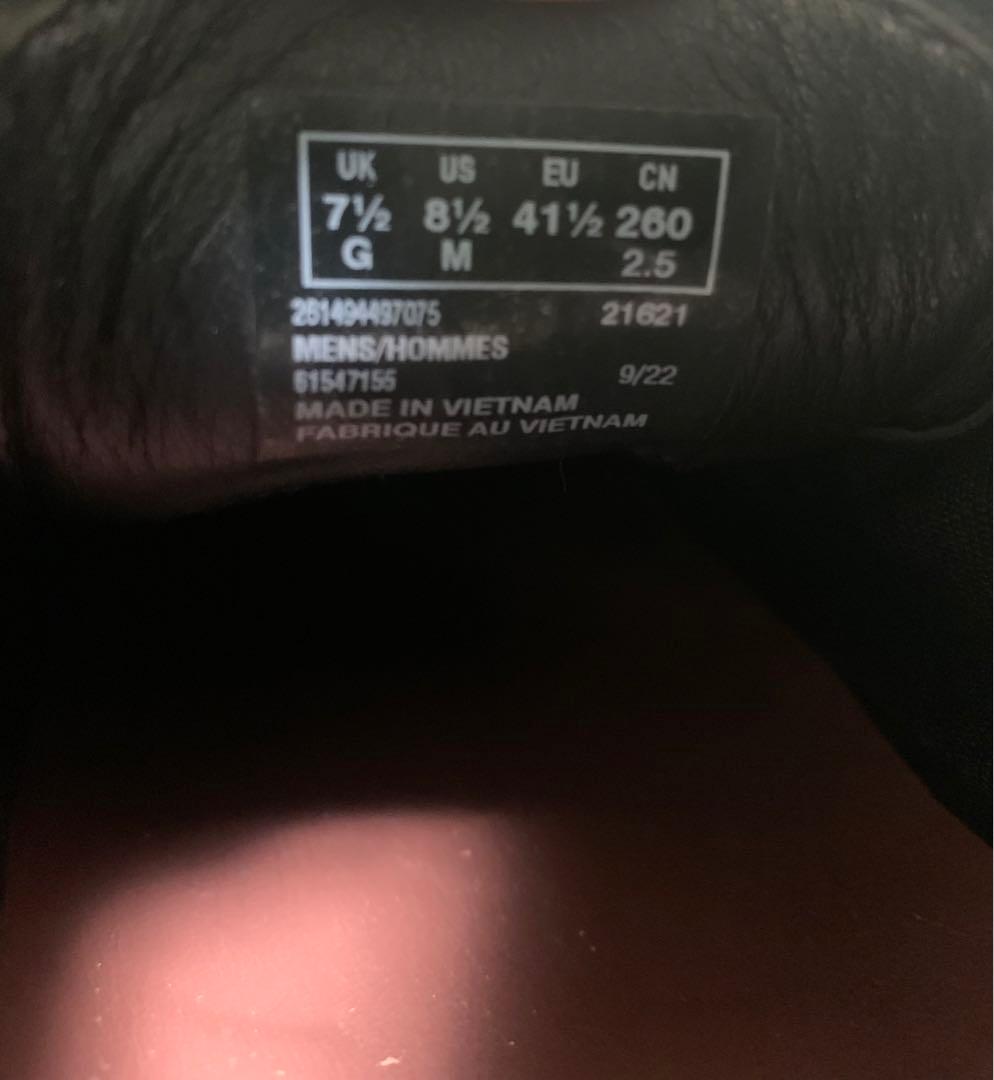 UK US EU CN
7½ 8½ 41½ 260
G M 2.5
261494497075 21621
MENS/HOMMES
61547155 9/22
MADE IN VIETNAM
FABRIQUE AU VIETNAM